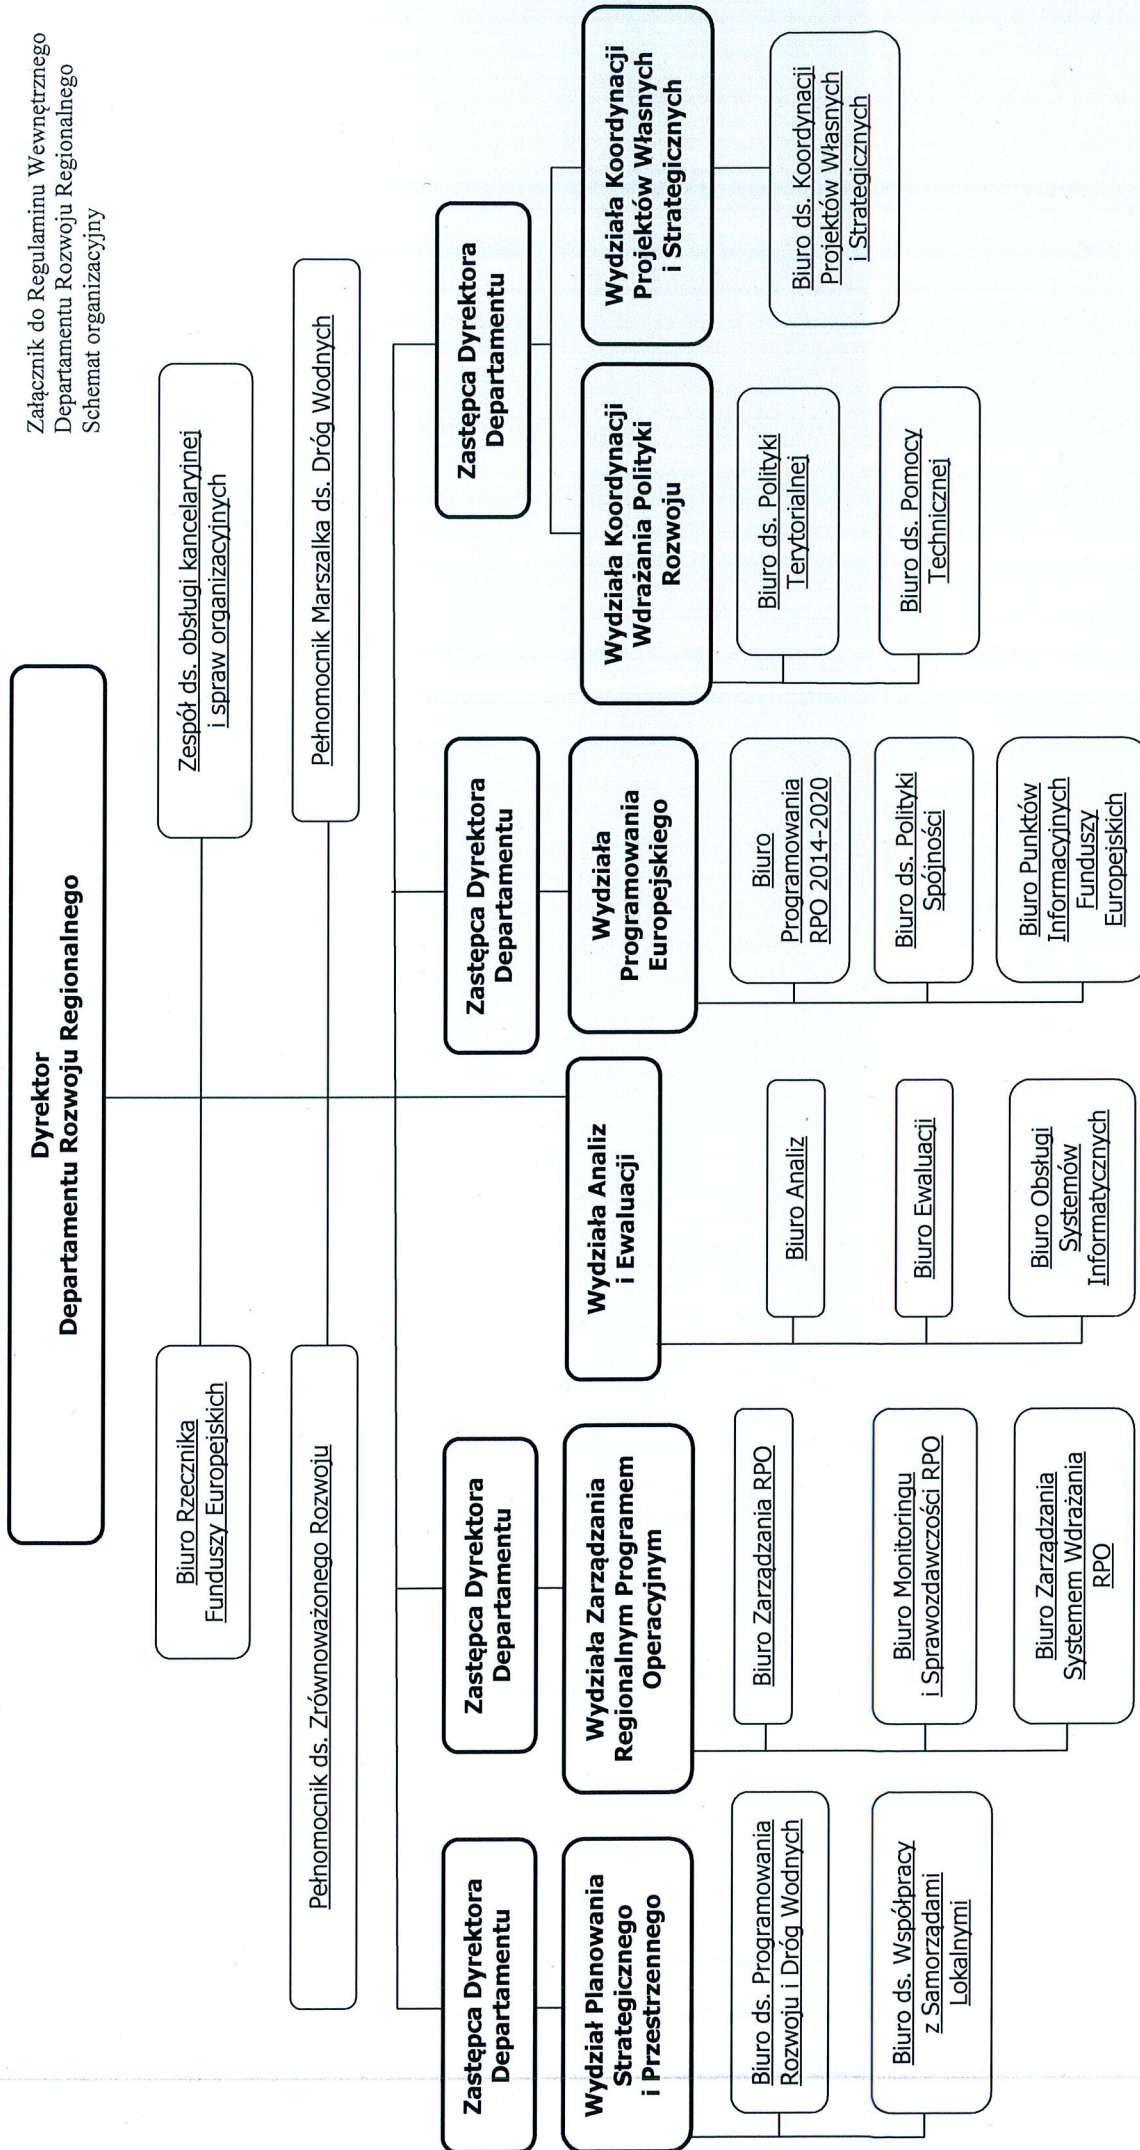 Załącznik do Regulaminu Wewnętrznego
Departamentu Rozwoju Regionalnego
Schemat organizacyjny
Dyrektor
Departamentu Rozwoju Regionalnego
Biuro Rzecznika
Funduszy Europejskich
Zespół ds. obsługi kancelaryjnej
i spraw organizacyjnych
Pełnomocnik ds. Zrównoważonego Rozwoju
Pełnomocnik Marszalka ds. Dróg Wodnych
Zastępca Dyrektora
Departamentu
Zastępca Dyrektora
Departamentu
Zastępca Dyrektora
Departamentu
Zastępca Dyrektora
Departamentu
Wydział Planowania
Strategicznego
i Przestrzennego
Biuro ds. Programowania
Rozwoju i Dróg Wodnych
Biuro ds. Współpracy
z Samorządami
Lokalnymi
Wydziała Zarządzania
Regionalnym Programem
Operacyjnym
Biuro Zarządzania RPO
Biuro Monitoringu
i Sprawozdawczości RPO
Biuro Zarządzania
Systemem Wdrażania
RPO
Wydziała Analiz
i Ewaluacji
Biuro Analiz
Biuro Ewaluacji
Biuro Obsługi
Systemów
Informatycznych
Wydziała
Programowania
Europejskiego
Biuro
Programowania
RPO 2014-2020
Biuro ds. Polityki
Spójności
Biuro Punktów
Informacyjnych
Funduszy
Europejskich
Wydziała Koordynacji
Wdrażania Polityki
Rozwoju
Biuro ds. Polityki
Terytorialnej
Biuro ds. Pomocy
Technicznej
Wydziała Koordynacji
Projektów Własnych
i Strategicznych
Biuro ds. Koordynacji
Projektów Własnych
i Strategicznych